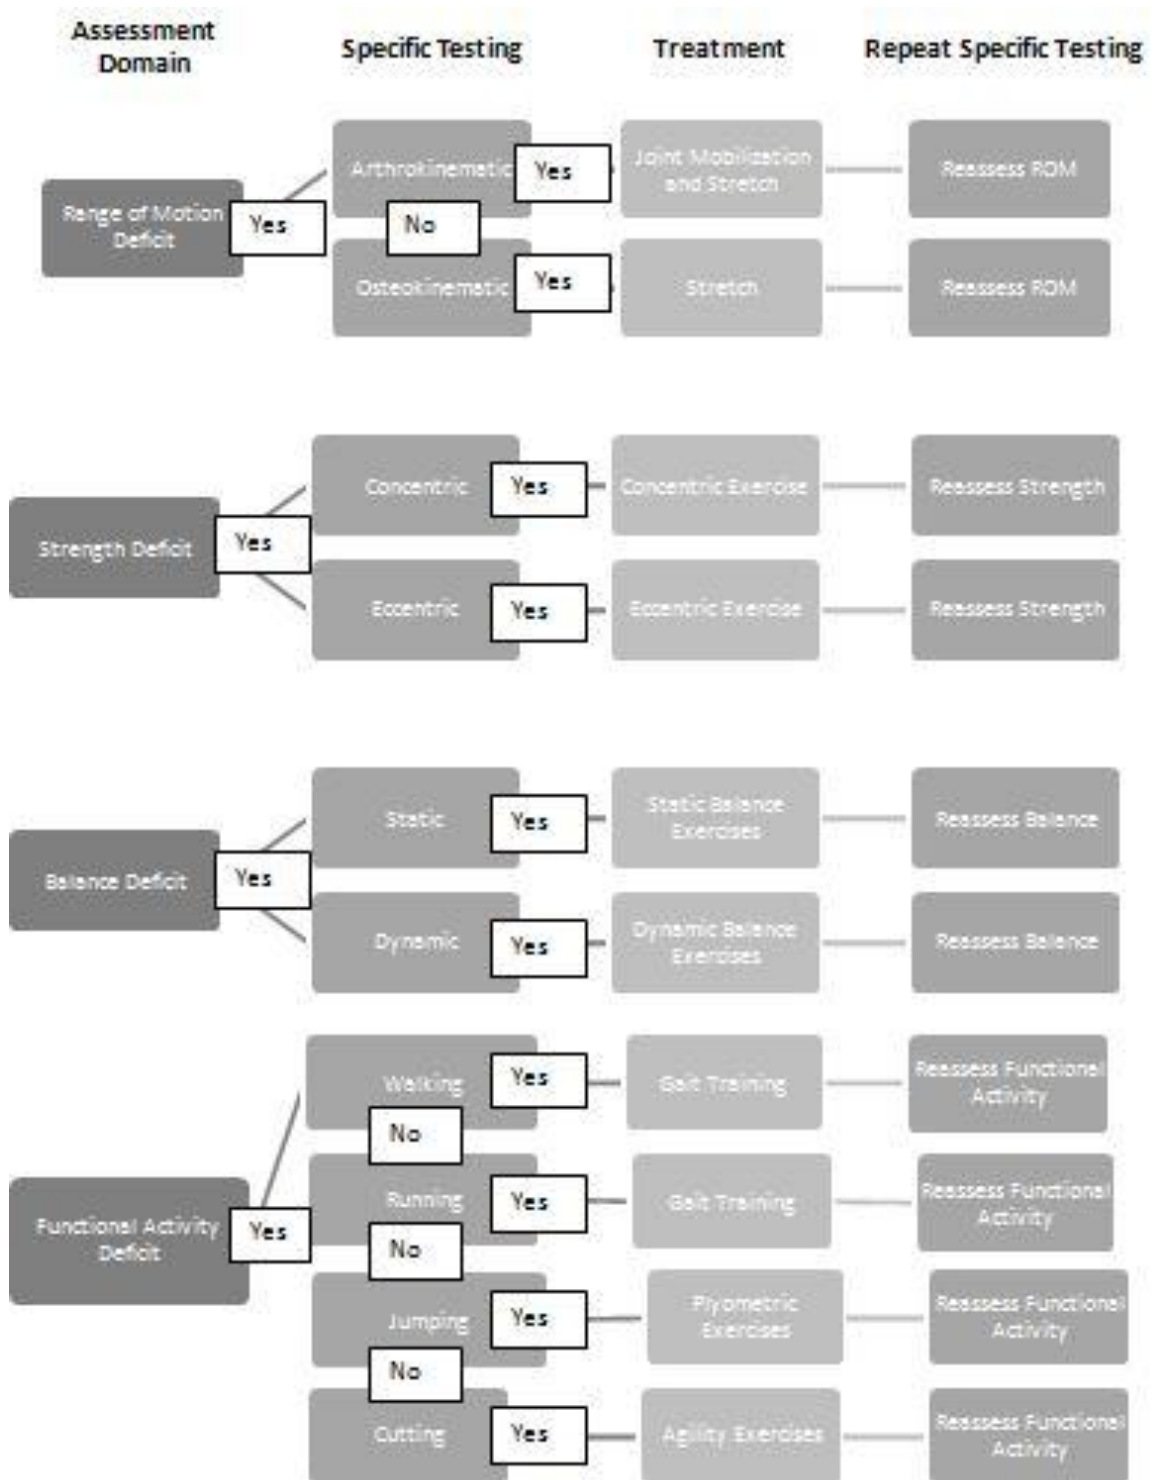 Assessment
Domain
Specific Testing
Treatment
Repeat Specific Testing
Range of Motion
Deficit
Yes
Arthrokinematic
Yes
Joint Mobilization
and Stretch
Reassess ROM
No
Osteokinematic
Yes
Stretch
Reassess ROM
Strength Deficit
Yes
Concentric
Yes
Concentric Exercise
Reassess Strength
Eccentric
Yes
Eccentric Exercise
Reassess Strength
Balance Deficit
Yes
Static
Yes
Static Balance
Exercises
Reassess Balance
Dynamic
Yes
Dynamic Balance
Exercises
Reassess Balance
Functional Activity
Deficit
Yes
Walking
Yes
Gait Training
Reassess Functional
Activity
No
Running
Yes
Gait Training
Reassess Functional
Activity
No
Jumping
Yes
Plyometric
Exercises
Reassess Functional
Activity
No
Cutting
Yes
Agility Exercises
Reassess Functional
Activity